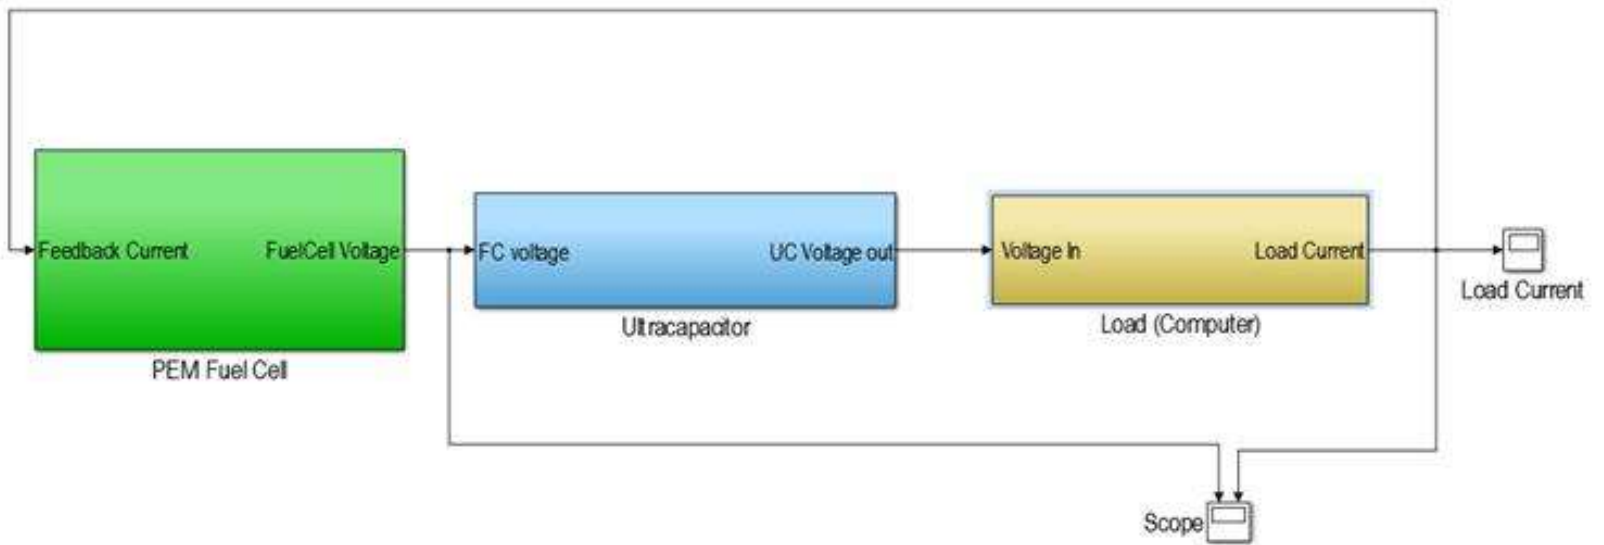 Feedback Current
FuelCell Voltage
FC voltage
UC Voltage out
Voltage In
Load Current
Load Current
Ultracapacitor
Load (Computer)
PEM Fuel Cell
Scope